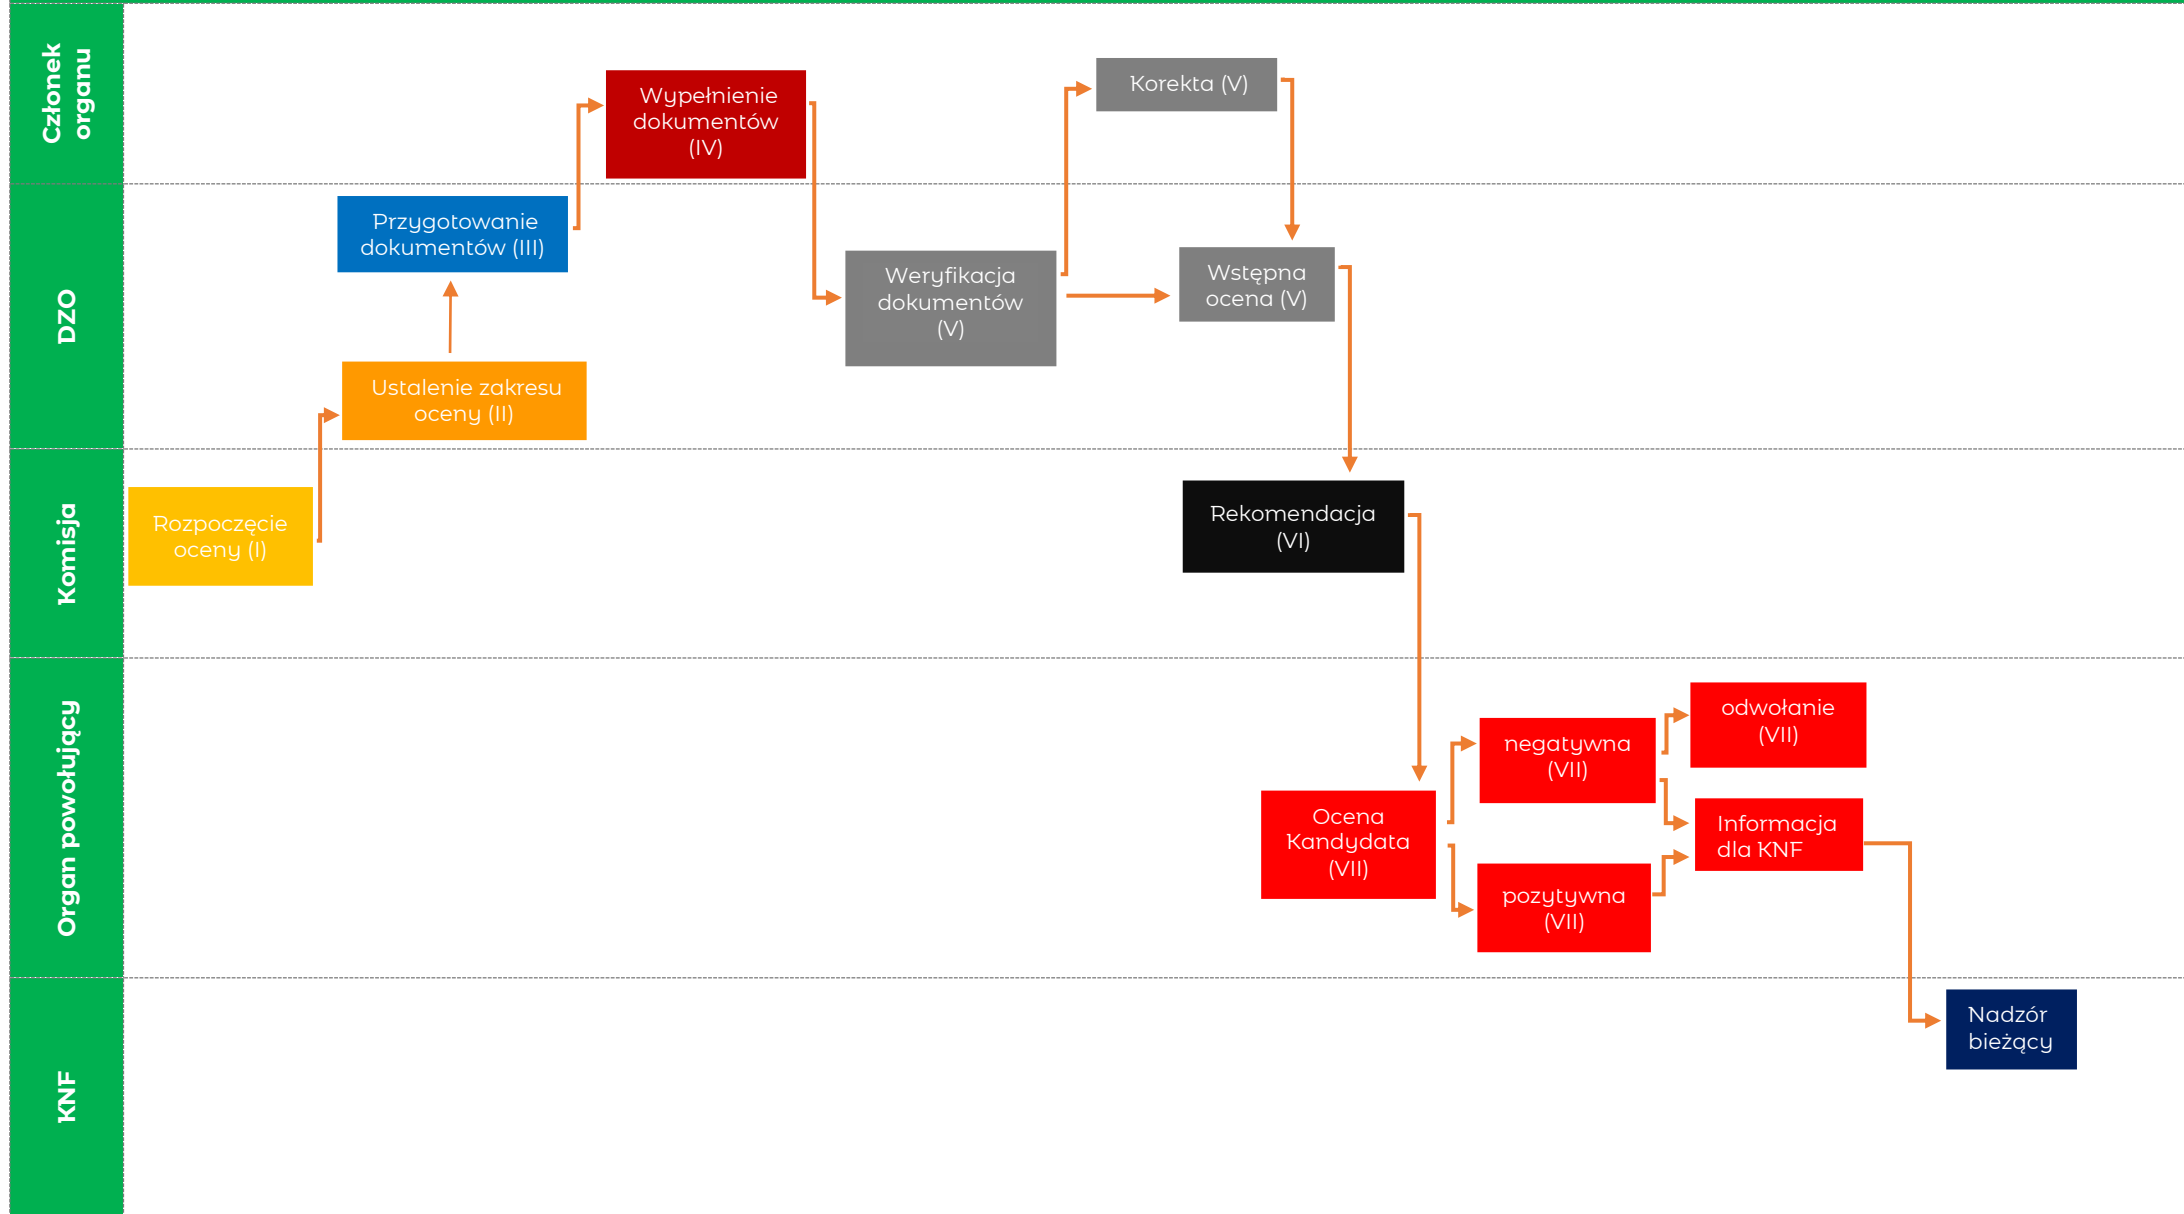 Członek
organu
Wypełnienie
dokumentów
(IV)
Korekta (V)
DZO
Przygotowanie
dokumentów (III)
Weryfikacja
dokumentów
(V)
Wstępna
ocena (V)
Ustalenie zakresu
oceny (II)
Komisja
Rozpoczęcie
oceny (I)
Rekomendacja
(VI)
Organ powołujący
odwołanie
(VII)
negatywna
(VII)
Ocena
Kandydata
(VII)
Informacja
dla KNF
pozytywna
(VII)
KNF
Nadzór
bieżący